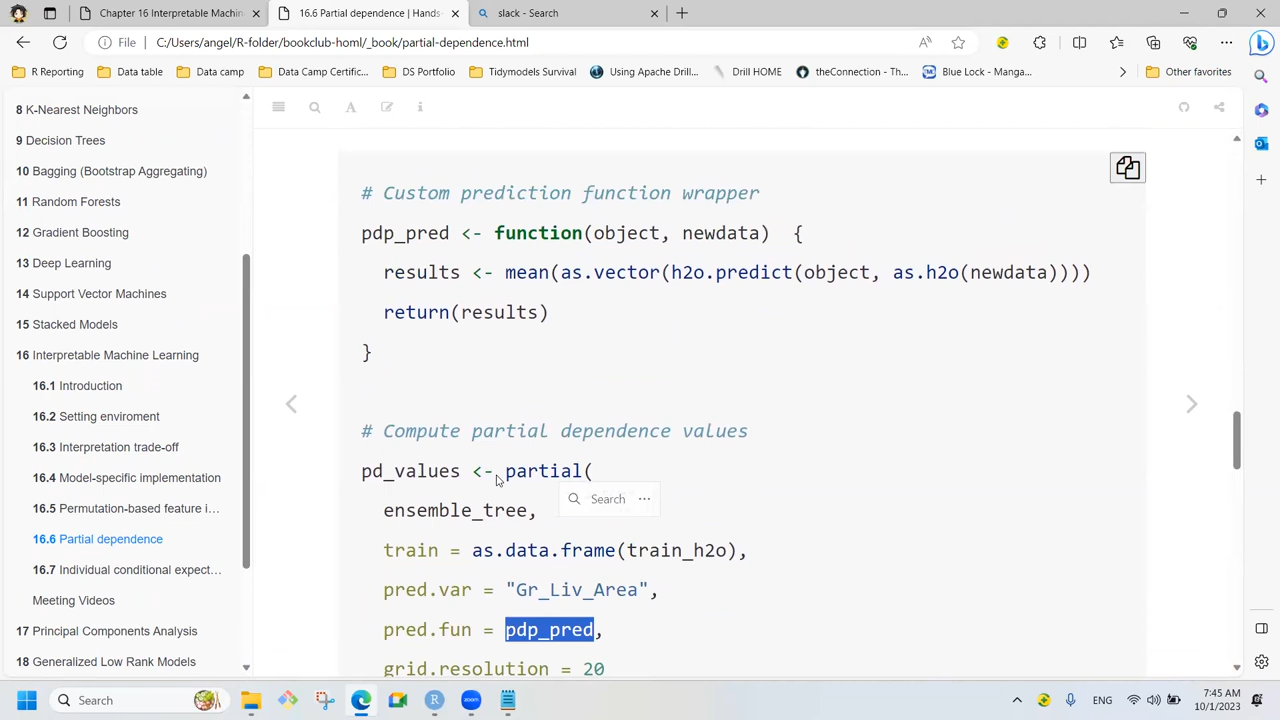 Chapter 16 Interpretable Machin
16.6 Partial dependence | Hands-
slack - Search
File
C:/Users/angel/R-folder/bookclub-homl/_book/partial-dependence.html
R Reporting
Data table
Data camp
Data Camp Certific...
DS Portfolio
Tidymodels Survival
Using Apache Drill...
Drill HOME
theConnection - Th...
Blue Lock - Manga...
Other favorites
8 K-Nearest Neighbors
9 Decision Trees
10 Bagging (Bootstrap Aggregating)
11 Random Forests
12 Gradient Boosting
13 Deep Learning
14 Support Vector Machines
15 Stacked Models
16 Interpretable Machine Learning
16.1 Introduction
16.2 Setting enviroment
16.3 Interpretation trade-off
16.4 Model-specific implementation
16.5 Permutation-based feature i...
16.6 Partial dependence
16.7 Individual conditional expect...
Meeting Videos
17 Principal Components Analysis
18 Generalized Low Rank Models
# Custom prediction function wrapper
pdp_pred <- function(object, newdata)  {
results <- mean(as.vector(h2o.predict(object, as.h2o(newdata))))
return(results)
}
# Compute partial dependence values
pd_values <- partial(
Search
ensemble_tree,
train = as.data.frame(train_h2o),
pred.var = "Gr_Liv_Area",
pred.fun = pdp_pred,
grid.resolution = 20
Search
ENG
7:45 AM
10/1/2023